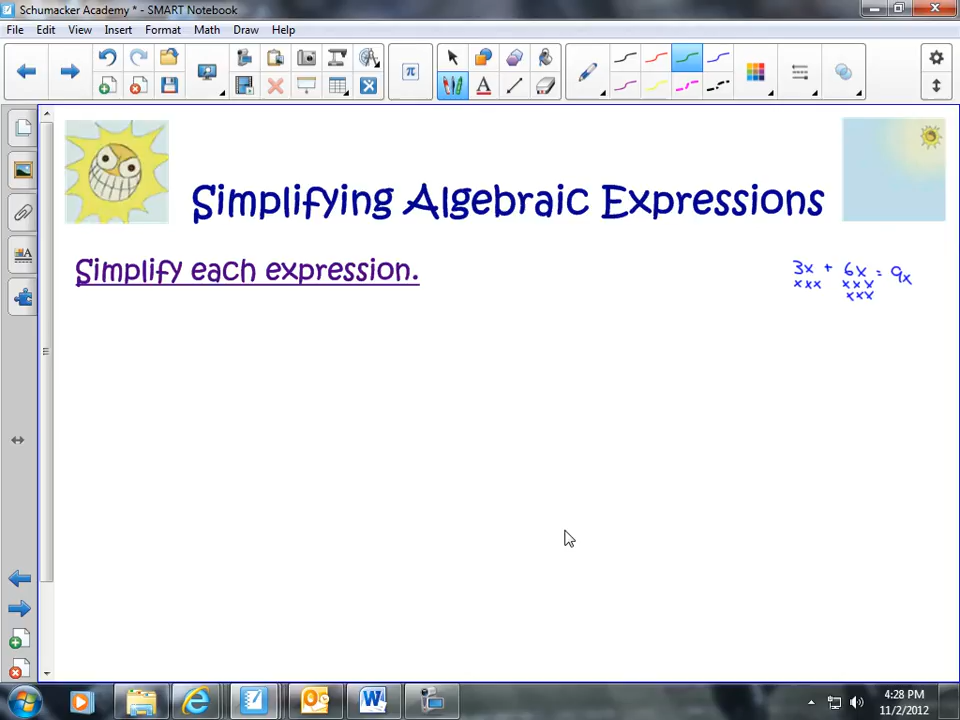 Schumacker Academy * - SMART Notebook
File Edit View Insert Format Math Draw Help
π
A
Simplifying Algebraic Expressions
Simplify each expression.
3x + 6x = 9x
xxx xxx
xxx
4:28 PM
11/2/2012